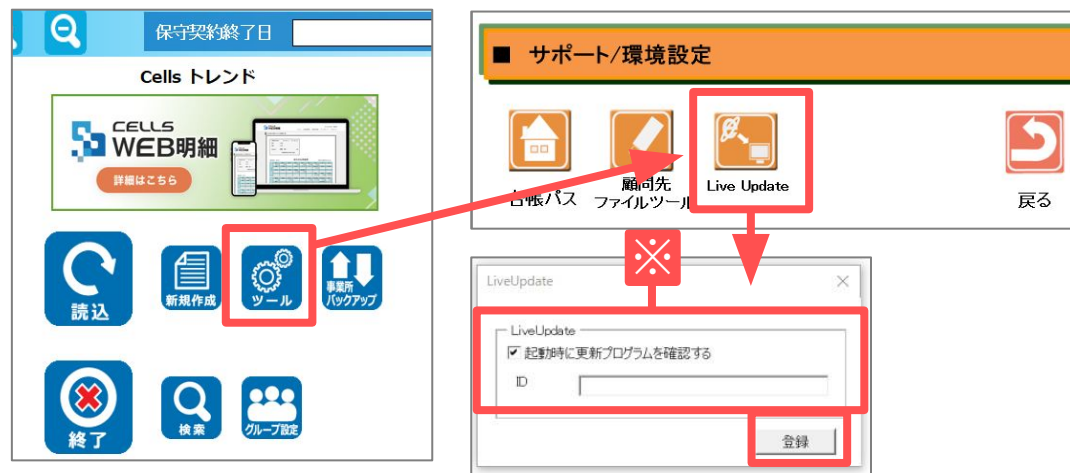 保守契約終了日
Cells トレンド
CELLS
WEB明細
詳細はこちら
読込
新規作成
ツール
事業所
バックアップ
終了
検索
グループ設定
■ サポート/環境設定
台帳パス
顧問先
ファイルツール
Live Update
戻る
※
LiveUpdate
LiveUpdate
起動時に更新プログラムを確認する
ID
登録